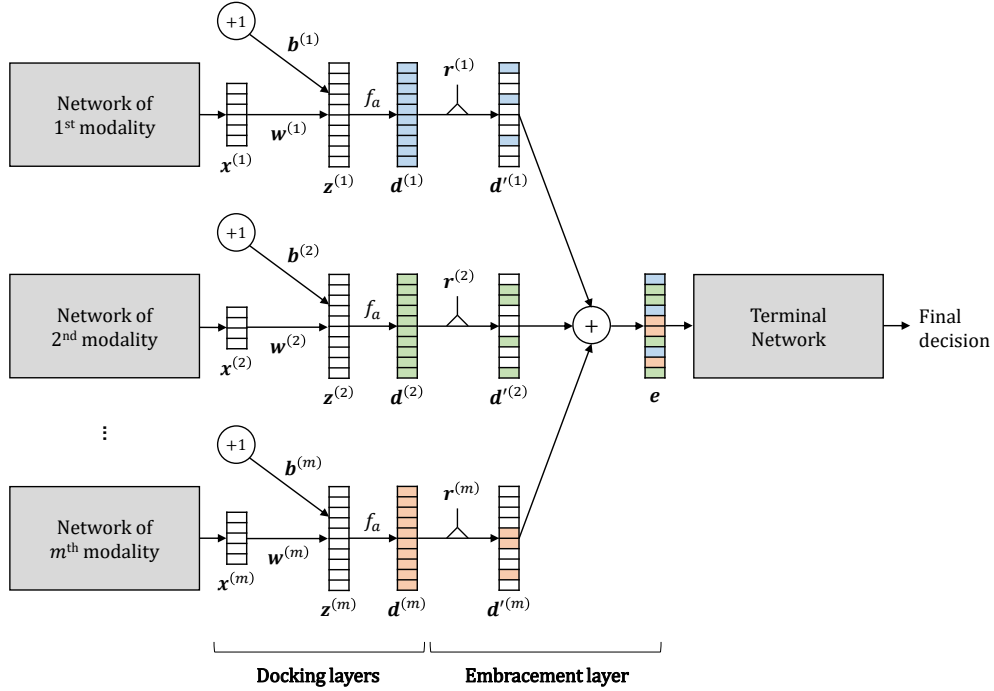 +1
b⁽¹⁾
Network of
1ˢᵗ modality
x⁽¹⁾
w⁽¹⁾
z⁽¹⁾
fₐ
d⁽¹⁾
r⁽¹⁾
d′⁽¹⁾
+1
b⁽²⁾
Network of
2ⁿᵈ modality
x⁽²⁾
w⁽²⁾
z⁽²⁾
fₐ
d⁽²⁾
r⁽²⁾
d′⁽²⁾
+
e
Terminal
Network
Final
decision
⋮
+1
b⁽ᵐ⁾
Network of
mᵗʰ modality
x⁽ᵐ⁾
w⁽ᵐ⁾
z⁽ᵐ⁾
fₐ
d⁽ᵐ⁾
r⁽ᵐ⁾
d′⁽ᵐ⁾
Docking layers
Embracement layer